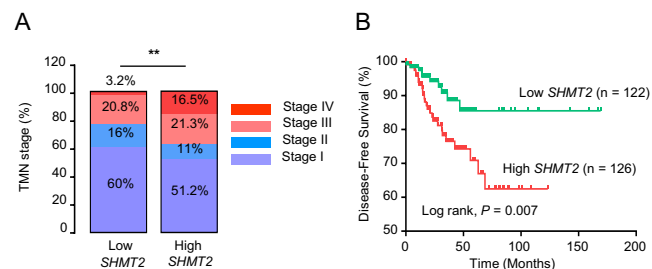 A
B
**
120
100
80
60
40
20
0
TMN stage (%)
3.2%
20.8%
16%
60%
16.5%
21.3%
11%
51.2%
Low
SHMT2
High
SHMT2
Stage IV
Stage III
Stage II
Stage I
Disease-Free Survival (%)
100
90
80
70
60
50
Low SHMT2 (n = 122)
High SHMT2 (n = 126)
Log rank, P = 0.007
0 50 100 150 200
Time (Months)